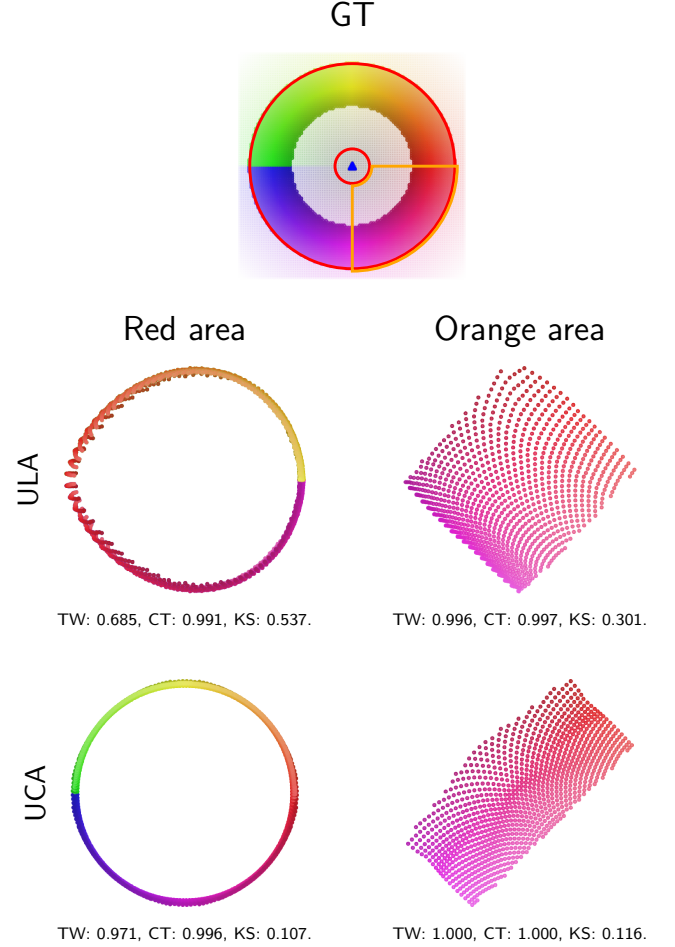 GT
Red area
Orange area
ULA
TW: 0.685, CT: 0.991, KS: 0.537.
TW: 0.996, CT: 0.997, KS: 0.301.
UCA
TW: 0.971, CT: 0.996, KS: 0.107.
TW: 1.000, CT: 1.000, KS: 0.116.